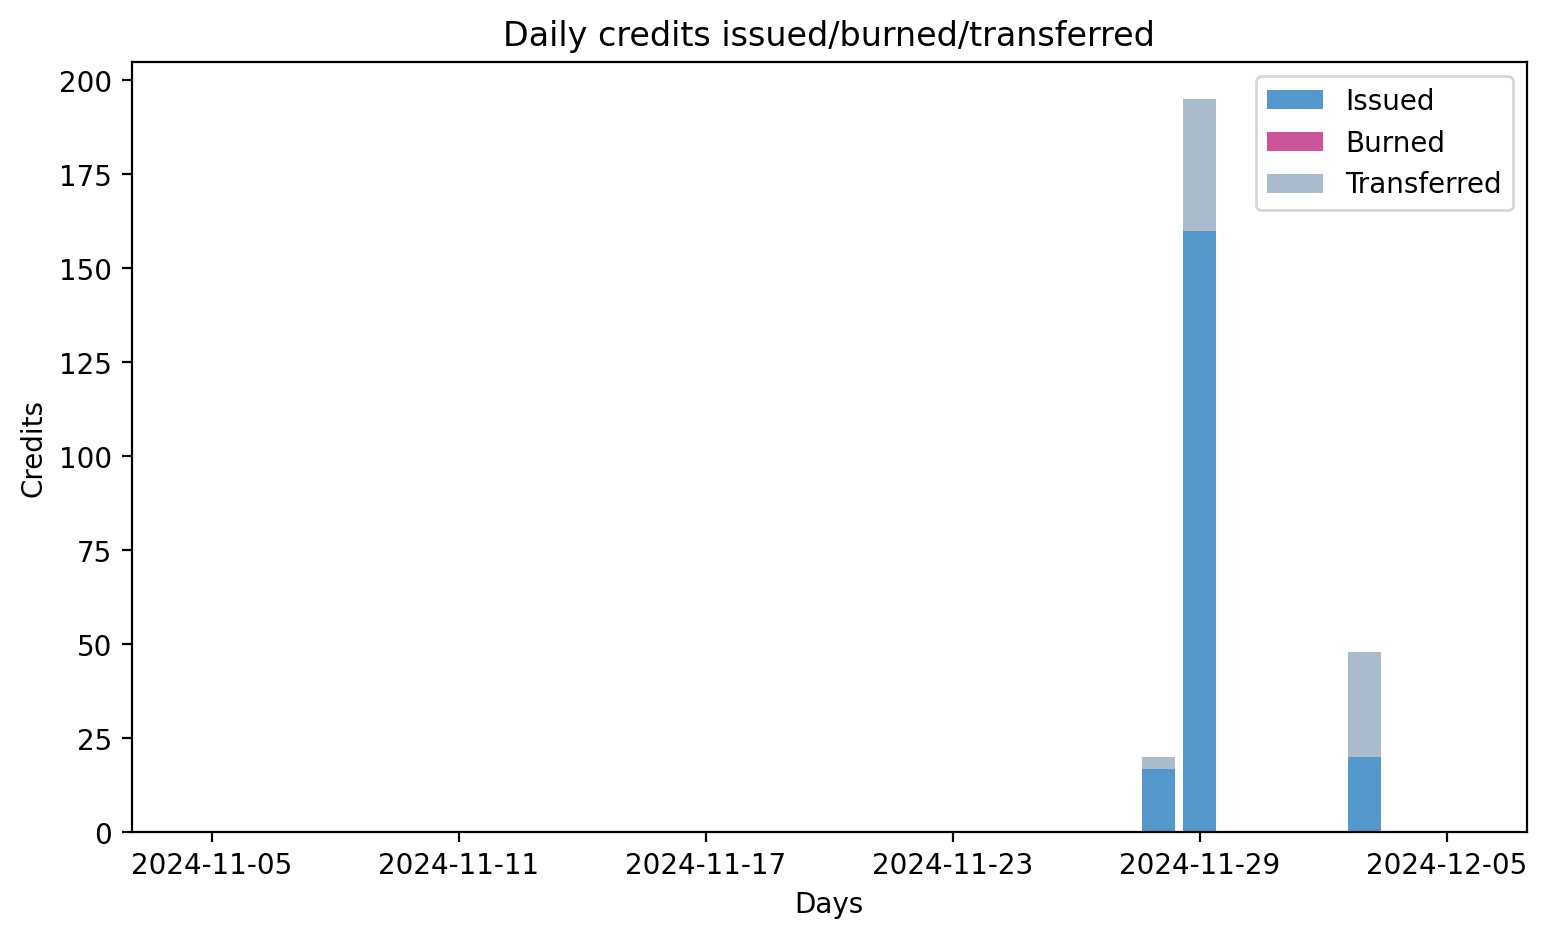 Daily credits issued/burned/transferred
200
175
150
125
100
75
50
25
0
Credits
Issued
Burned
Transferred
2024-11-05 2024-11-11 2024-11-17 2024-11-23 2024-11-29 2024-12-05
Days